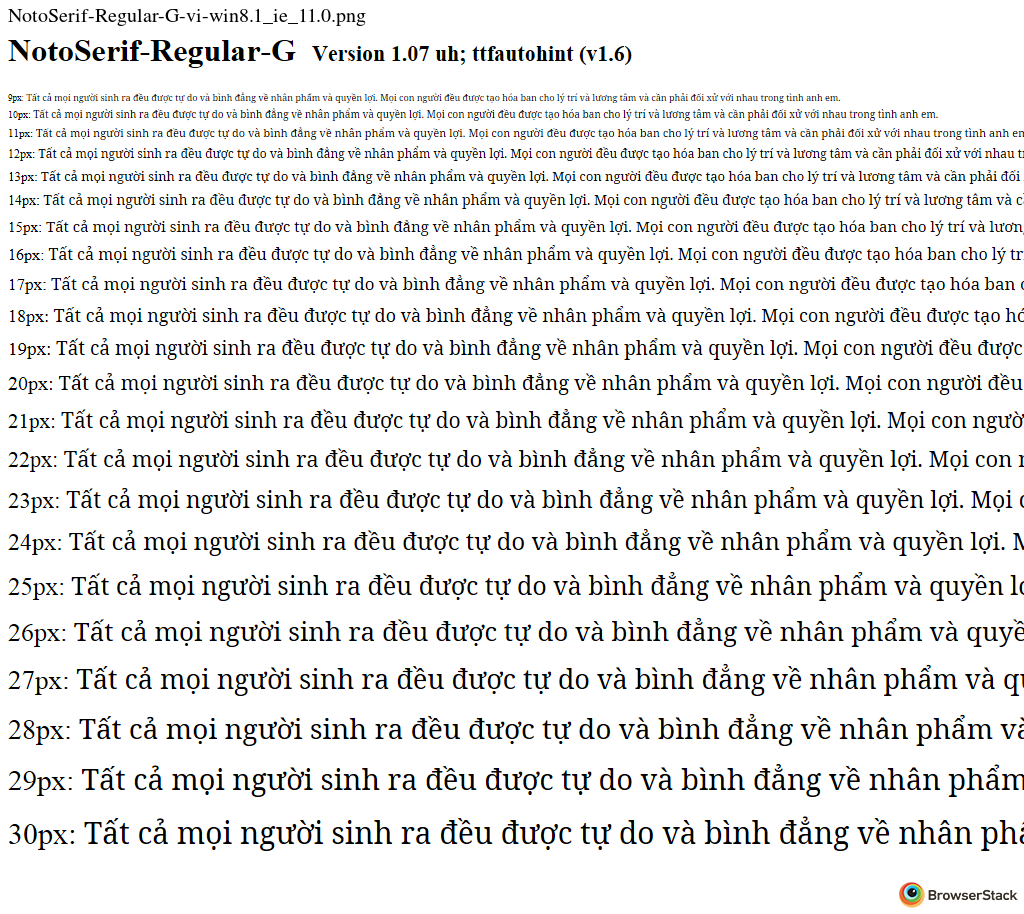 NotoSerif-Regular-G-vi-win8.1_ie_11.0.png
NotoSerif-Regular-G Version 1.07 uh; ttfautohint (v1.6)
9px: Tất cả mọi người sinh ra đều được tự do và bình đẳng về nhân phẩm và quyền lợi. Mọi con người đều được tạo hóa ban cho lý trí và lương tâm và cần phải đối xử với nhau trong tình anh em.
10px: Tất cả mọi người sinh ra đều được tự do và bình đẳng về nhân phẩm và quyền lợi. Mọi con người đều được tạo hóa ban cho lý trí và lương tâm và cần phải đối xử với nhau trong tình anh em.
11px: Tất cả mọi người sinh ra đều được tự do và bình đẳng về nhân phẩm và quyền lợi. Mọi con người đều được tạo hóa ban cho lý trí và lương tâm và cần phải đối xử với nhau trong tình anh em
12px: Tất cả mọi người sinh ra đều được tự do và bình đẳng về nhân phẩm và quyền lợi. Mọi con người đều được tạo hóa ban cho lý trí và lương tâm và cần phải đối xử với nhau
13px: Tất cả mọi người sinh ra đều được tự do và bình đẳng về nhân phẩm và quyền lợi. Mọi con người đều được tạo hóa ban cho lý trí và lương tâm và cần phải đối
14px: Tất cả mọi người sinh ra đều được tự do và bình đẳng về nhân phẩm và quyền lợi. Mọi con người đều được tạo hóa ban cho lý trí và lương tâm và
15px: Tất cả mọi người sinh ra đều được tự do và bình đẳng về nhân phẩm và quyền lợi. Mọi con người đều được tạo hóa ban cho lý trí và lươn
16px: Tất cả mọi người sinh ra đều được tự do và bình đẳng về nhân phẩm và quyền lợi. Mọi con người đều được tạo hóa ban cho lý tr
17px: Tất cả mọi người sinh ra đều được tự do và bình đẳng về nhân phẩm và quyền lợi. Mọi con người đều được tạo hóa ban
18px: Tất cả mọi người sinh ra đều được tự do và bình đẳng về nhân phẩm và quyền lợi. Mọi con người đều được tạo hó
19px: Tất cả mọi người sinh ra đều được tự do và bình đẳng về nhân phẩm và quyền lợi. Mọi con người đều được
20px: Tất cả mọi người sinh ra đều được tự do và bình đẳng về nhân phẩm và quyền lợi. Mọi con người đều
21px: Tất cả mọi người sinh ra đều được tự do và bình đẳng về nhân phẩm và quyền lợi. Mọi con ngườ
22px: Tất cả mọi người sinh ra đều được tự do và bình đẳng về nhân phẩm và quyền lợi. Mọi con
23px: Tất cả mọi người sinh ra đều được tự do và bình đẳng về nhân phẩm và quyền lợi. Mọi
24px: Tất cả mọi người sinh ra đều được tự do và bình đẳng về nhân phẩm và quyền lợi.
25px: Tất cả mọi người sinh ra đều được tự do và bình đẳng về nhân phẩm và quyền
26px: Tất cả mọi người sinh ra đều được tự do và bình đẳng về nhân phẩm và quyề
27px: Tất cả mọi người sinh ra đều được tự do và bình đẳng về nhân phẩm và
28px: Tất cả mọi người sinh ra đều được tự do và bình đẳng về nhân phẩm và
29px: Tất cả mọi người sinh ra đều được tự do và bình đẳng về nhân phẩm
30px: Tất cả mọi người sinh ra đều được tự do và bình đẳng về nhân
BrowserStack